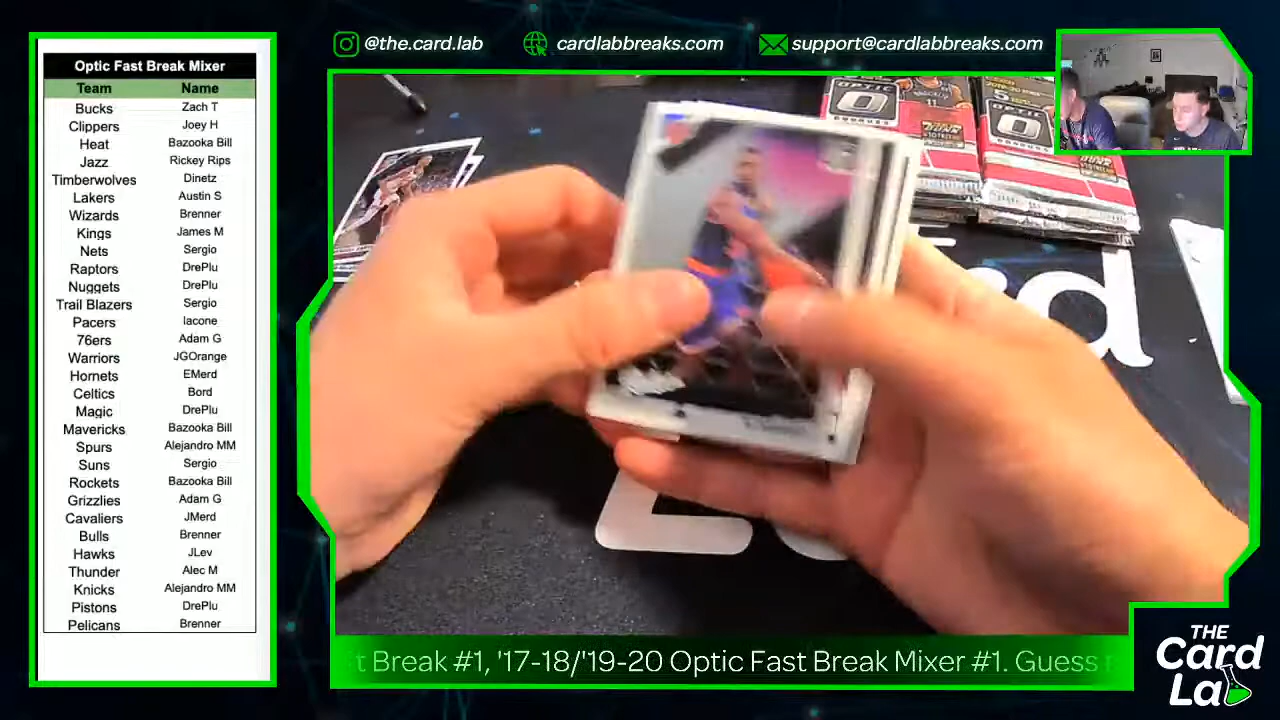 @the.card.lab cardlabbreaks.com support@cardlabbreaks.com
Optic Fast Break Mixer
Team Name
Bucks Zach T
Clippers Joey H
Heat Bazooka Bill
Jazz Rickey Rips
Timberwolves Dinetz
Lakers Austin S
Wizards Brenner
Kings James M
Nets Sergio
Raptors DrePlu
Nuggets DrePlu
Trail Blazers Sergio
Pacers Iacone
76ers Adam G
Warriors JGOrange
Hornets EMerd
Celtics Bord
Magic DrePlu
Mavericks Bazooka Bill
Spurs Alejandro MM
Suns Sergio
Rockets Bazooka Bill
Grizzlies Adam G
Cavaliers JMerd
Bulls Brenner
Hawks JLev
Thunder Alec M
Knicks Alejandro MM
Pistons DrePlu
Pelicans Brenner
OPTIC
11
5
t Break #1, '17-18/'19-20 Optic Fast Break Mixer #1. Guess
THE
Card
Lab